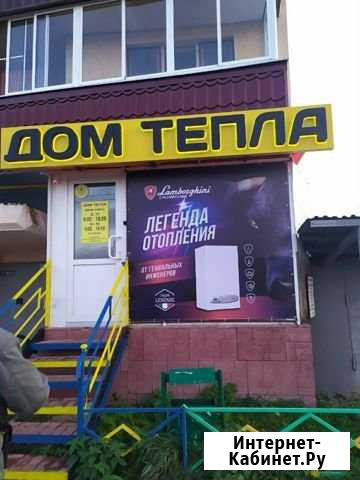 ДОМ ТЕПЛА
Lamborghini
ЛЕГЕНДА
ОТОПЛЕНИЯ
ОТ ГЕНИАЛЬНЫХ
ИНЖЕНЕРОВ
Интернет-
Кабинет.Ру